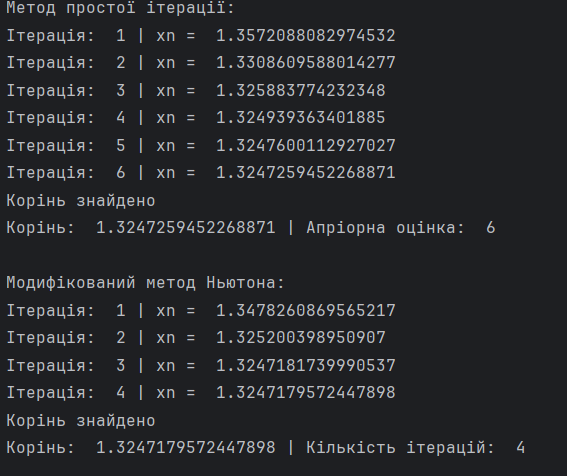 Метод простої ітерації:
Ітерація:  1 | xn =  1.3572088082974532
Ітерація:  2 | xn =  1.3308609588014277
Ітерація:  3 | xn =  1.325883774232348
Ітерація:  4 | xn =  1.324939363401885
Ітерація:  5 | xn =  1.3247600112927027
Ітерація:  6 | xn =  1.3247259452268871
Корінь знайдено
Корінь:  1.3247259452268871 | Апріорна оцінка:  6
Модифікований метод Ньютона:
Ітерація:  1 | xn =  1.3478260869565217
Ітерація:  2 | xn =  1.325200398950907
Ітерація:  3 | xn =  1.3247181739990537
Ітерація:  4 | xn =  1.3247179572447898
Корінь знайдено
Корінь:  1.3247179572447898 | Кількість ітерацій:  4